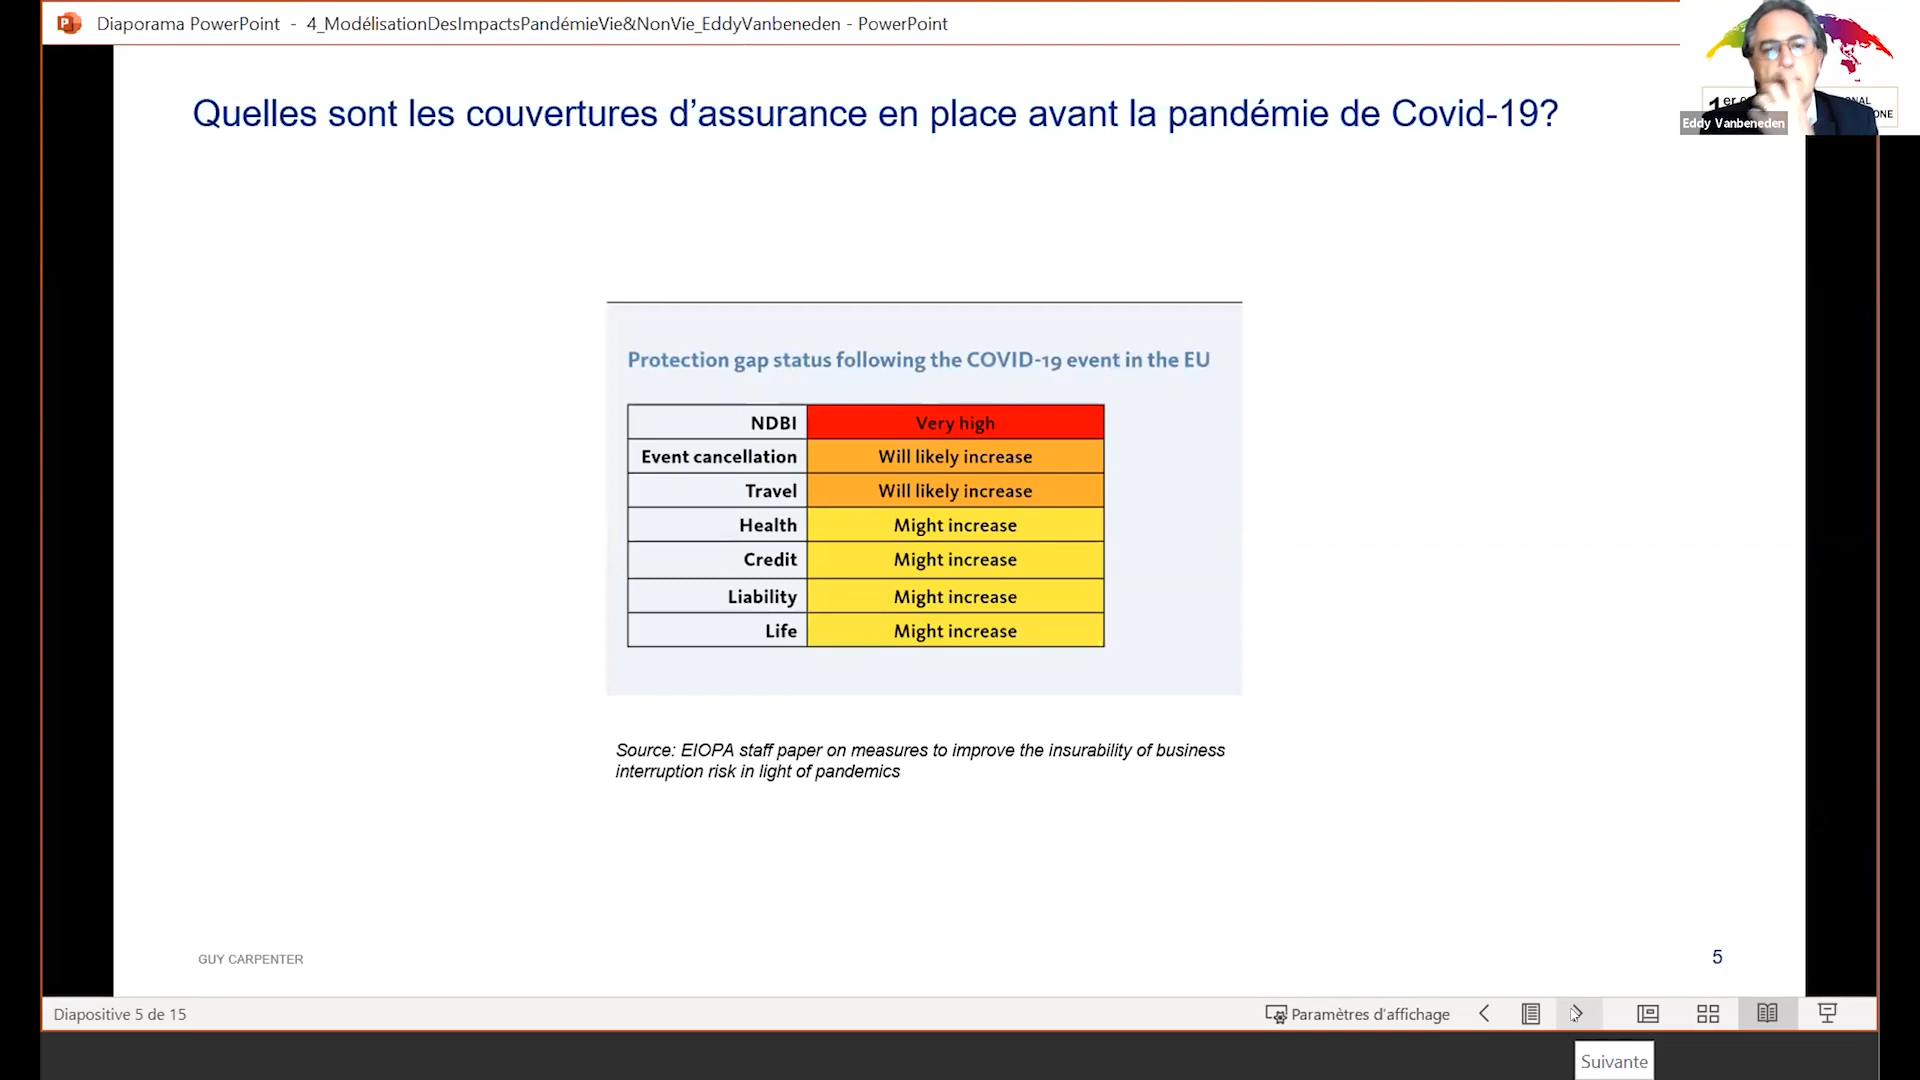 Diaporama PowerPoint - 4_ModélisationDesImpactsPandémieVie&NonVie_EddyVanbeneden - PowerPoint
1er
NAL
ONE
Eddy Vanbeneden
Quelles sont les couvertures d’assurance en place avant la pandémie de Covid-19?
Protection gap status following the COVID-19 event in the EU
NDBI Very high
Event cancellation Will likely increase
Travel Will likely increase
Health Might increase
Credit Might increase
Liability Might increase
Life Might increase
Source: EIOPA staff paper on measures to improve the insurability of business
interruption risk in light of pandemics
GUY CARPENTER
5
Diapositive 5 de 15
Paramètres d’affichage
Suivante